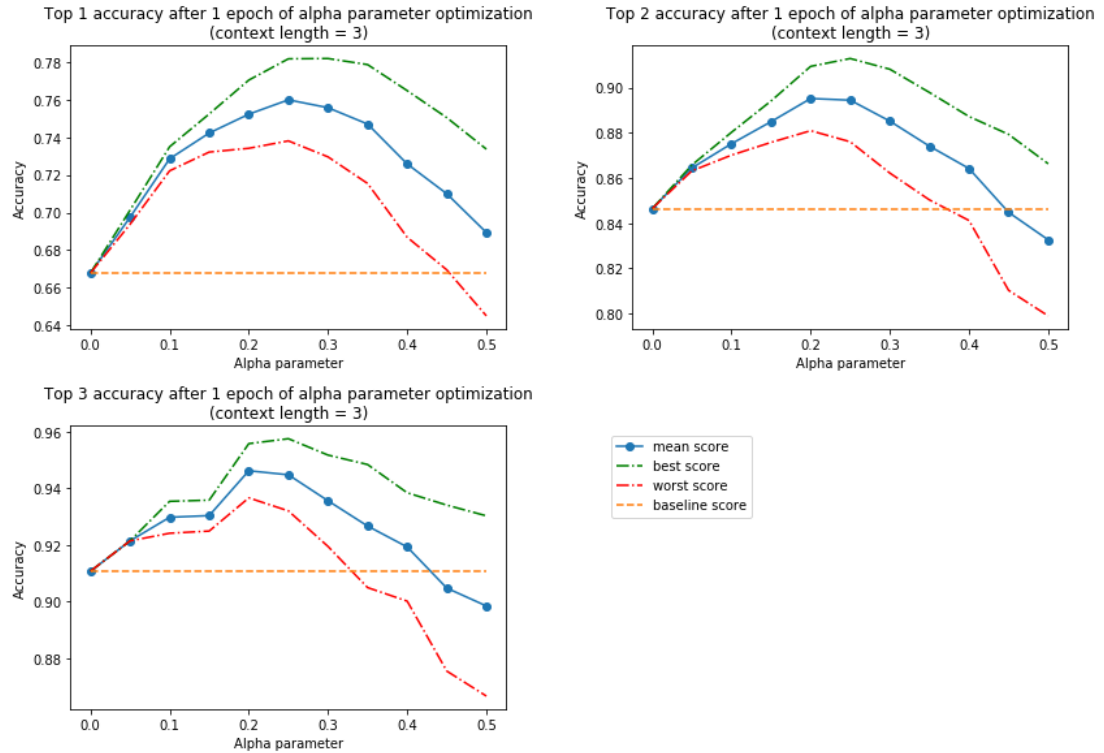 Top 1 accuracy after 1 epoch of alpha parameter optimization
(context length = 3)
0.78
0.76
0.74
0.72
0.70
0.68
0.66
0.64
Accuracy
0.0 0.1 0.2 0.3 0.4 0.5
Alpha parameter
Top 2 accuracy after 1 epoch of alpha parameter optimization
(context length = 3)
0.90
0.88
0.86
0.84
0.82
0.80
Accuracy
0.0 0.1 0.2 0.3 0.4 0.5
Alpha parameter
Top 3 accuracy after 1 epoch of alpha parameter optimization
(context length = 3)
0.96
0.94
0.92
0.90
0.88
Accuracy
0.0 0.1 0.2 0.3 0.4 0.5
Alpha parameter
mean score
best score
worst score
baseline score